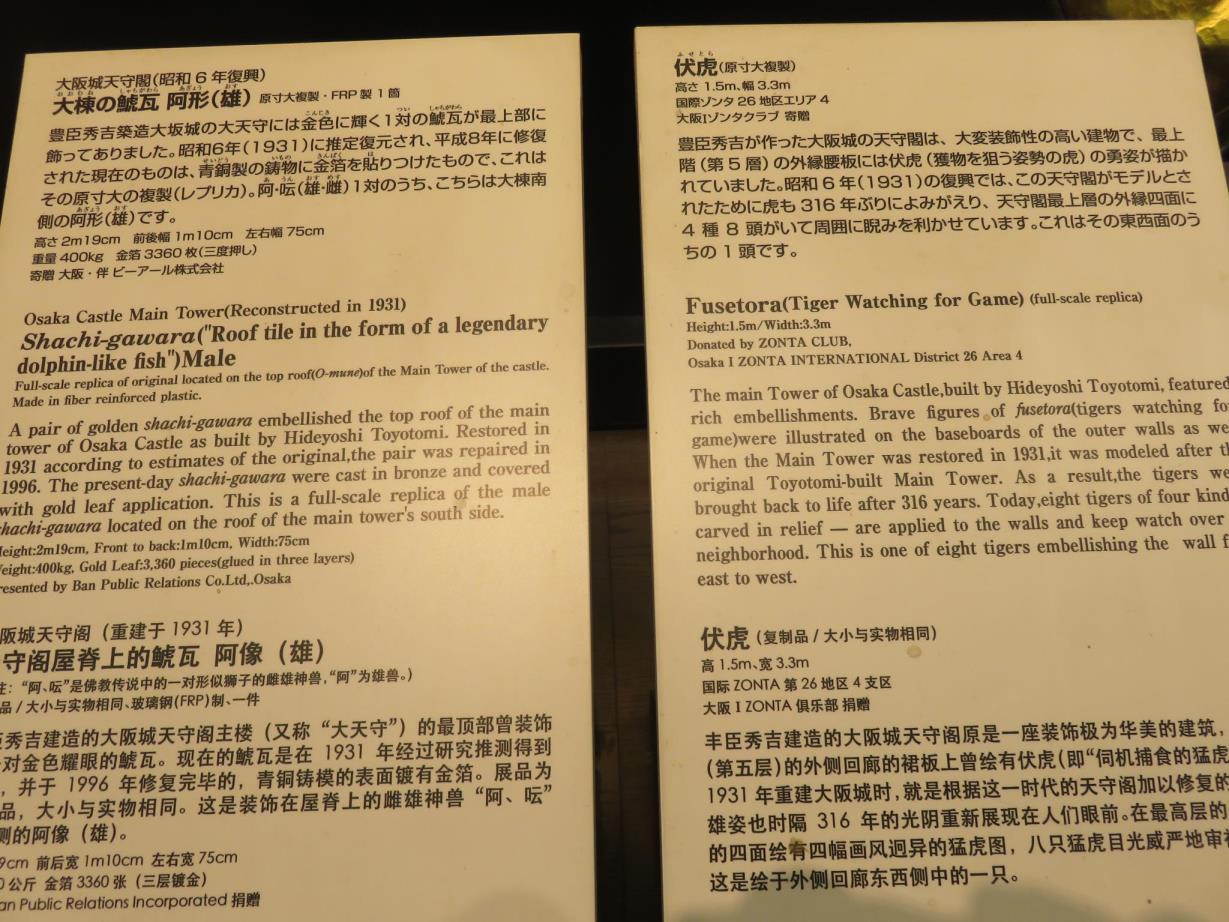 大阪城天守閣(昭和6年復興)
大棟の鯱瓦 阿形(雄) 原寸大複製・FRP製 1箇
豊臣秀吉築造大坂城の大天守には金色に輝く1対の鯱瓦が最上部に
飾ってありました。昭和6年(1931)に推定復元され、平成8年に修復
された現在のものは、青銅製の鋳物に金箔を貼りつけたもので、これは
その原寸大の複製(レプリカ)。阿・吽(雄・雌)1対のうち、こちらは大棟南
側の阿形(雄)です。
高さ2m19cm 前後幅1m10cm 左右幅75cm
重量400kg 金箔3360枚(三度押し)
寄贈 大阪・伴ピーアール株式会社
Osaka Castle Main Tower(Reconstructed in 1931)
Shachi-gawara("Roof tile in the form of a legendary
dolphin-like fish")Male
Full-scale replica of original located on the top roof(O-mune)of the Main Tower of the castle.
Made in fiber reinforced plastic.
A pair of golden shachi-gawara embellished the top roof of the main
tower of Osaka Castle as built by Hideyoshi Toyotomi. Restored in
1931 according to estimates of the original,the pair was repaired in
1996. The present-day shachi-gawara were cast in bronze and covered
with gold leaf application. This is a full-scale replica of the male
shachi-gawara located on the roof of the main tower's south side.
eight:2m19cm, Front to back:1m10cm, Width:75cm
eight:400kg, Gold Leaf:3,360 pieces(glued in three layers)
resented by Ban Public Relations Co.Ltd,.Osaka
阪城天守阁（重建于1931年）
守阁屋脊上的鯱瓦 阿像（雄）
注：“阿、吆”是佛教传说中的一对形似狮子的雌雄神兽，“阿”为雄兽。)
品/大小与实物相同、玻璃钢(FRP)制、一件
秀吉建造的大阪城天守阁主楼（又称“大天守”）的最顶部曾装饰
对金色耀眼的鯱瓦。现在的鯱瓦是在1931年经过研究推测得到
，并于1996年修复完毕的，青铜铸模的表面镀有金箔。展品为
品，大小与实物相同。这是装饰在屋脊上的雌雄神兽“阿、吆”
侧的阿像（雄）。
9cm 前后宽1m10cm 左右宽75cm
0公斤 金箔3360张（三层镀金）
an Public Relations Incorporated 捐赠
伏虎(原寸大複製)
高さ 1.5m、幅 3.3m
国際ゾンタ 26 地区エリア 4
大阪Iゾンタクラブ 寄贈
豊臣秀吉が作った大阪城の天守閣は、大変装飾性の高い建物で、最上
階(第5層)の外縁腰板には伏虎(獲物を狙う姿勢の虎)の勇姿が描か
れていました。昭和6年(1931)の復興では、この天守閣がモデルとさ
れたために虎も316年ぶりによみがえり、天守閣最上層の外縁四面に
4種8頭がいて周囲に睨みを利かせています。これはその東西面のう
ちの1頭です。
Fusetora(Tiger Watching for Game) (full-scale replica)
Height:1.5m/Width:3.3m
Donated by ZONTA CLUB,
Osaka I ZONTA INTERNATIONAL District 26 Area 4
The main Tower of Osaka Castle,built by Hideyoshi Toyotomi, featured
rich embellishments. Brave figures of fusetora(tigers watching fo
game)were illustrated on the baseboards of the outer walls as we
When the Main Tower was restored in 1931,it was modeled after th
original Toyotomi-built Main Tower. As a result,the tigers we
brought back to life after 316 years. Today,eight tigers of four kind
carved in relief — are applied to the walls and keep watch over
neighborhood. This is one of eight tigers embellishing the wall f
east to west.
伏虎（复制品/大小与实物相同）
高 1.5m、宽 3.3m
国际 ZONTA 第 26 地区 4 支区
大阪 I ZONTA 俱乐部 捐赠
丰臣秀吉建造的大阪城天守阁原是一座装饰极为华美的建筑，
(第五层)的外侧回廊的裙板上曾绘有伏虎(即“伺机捕食的猛虎
1931年重建大阪城时，就是根据这一时代的天守阁加以修复的
雄姿也时隔 316 年的光阴重新展现在人们眼前。在最高层的
的四面绘有四幅画风迥异的猛虎图，八只猛虎目光威严地审视
这是绘于外侧回廊东西侧中的一只。